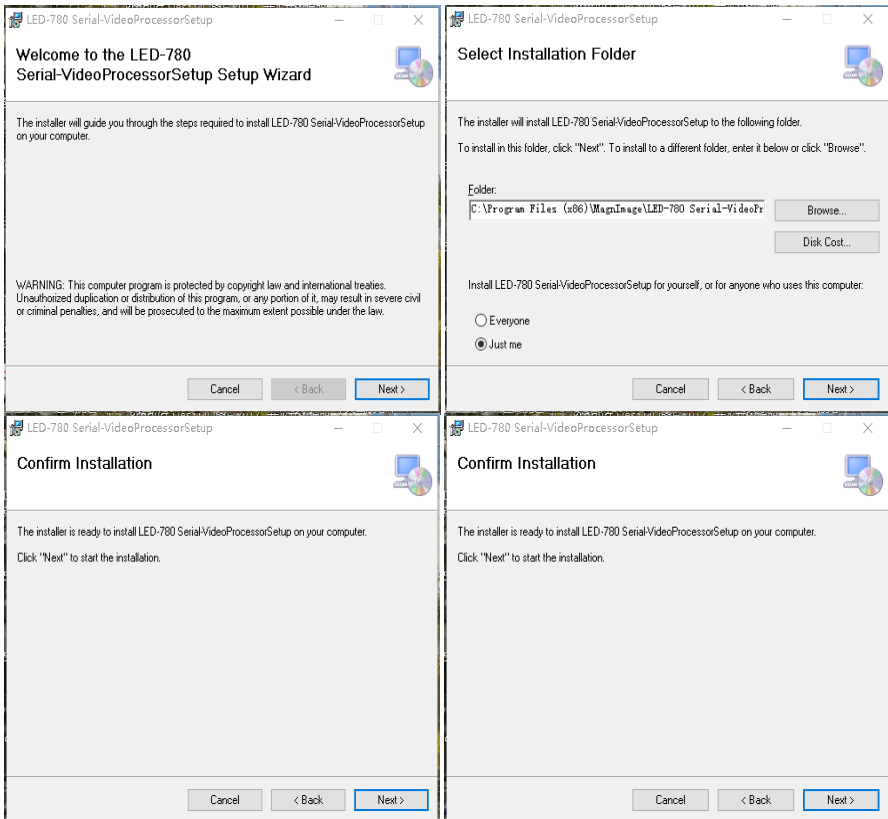 LED-780 Serial-VideoProcessorSetup
Welcome to the LED-780
Serial-VideoProcessorSetup Setup Wizard
The installer will guide you through the steps required to install LED-780 Serial-VideoProcessorSetup
on your computer.
WARNING: This computer program is protected by copyright law and international treaties.
Unauthorized duplication or distribution of this program, or any portion of it, may result in severe civil
or criminal penalties, and will be prosecuted to the maximum extent possible under the law.
Cancel
< Back
Next >
LED-780 Serial-VideoProcessorSetup
Select Installation Folder
The installer will install LED-780 Serial-VideoProcessorSetup to the following folder.
To install in this folder, click "Next". To install to a different folder, enter it below or click "Browse".
Folder:
C:\Program Files (x86)\MagnImage\LED-780 Serial-VideoPr
Browse...
Disk Cost...
Install LED-780 Serial-VideoProcessorSetup for yourself, or for anyone who uses this computer:
Everyone
Just me
Cancel
< Back
Next >
LED-780 Serial-VideoProcessorSetup
Confirm Installation
The installer is ready to install LED-780 Serial-VideoProcessorSetup on your computer.
Click "Next" to start the installation.
Cancel
< Back
Next >
LED-780 Serial-VideoProcessorSetup
Confirm Installation
The installer is ready to install LED-780 Serial-VideoProcessorSetup on your computer.
Click "Next" to start the installation.
Cancel
< Back
Next >